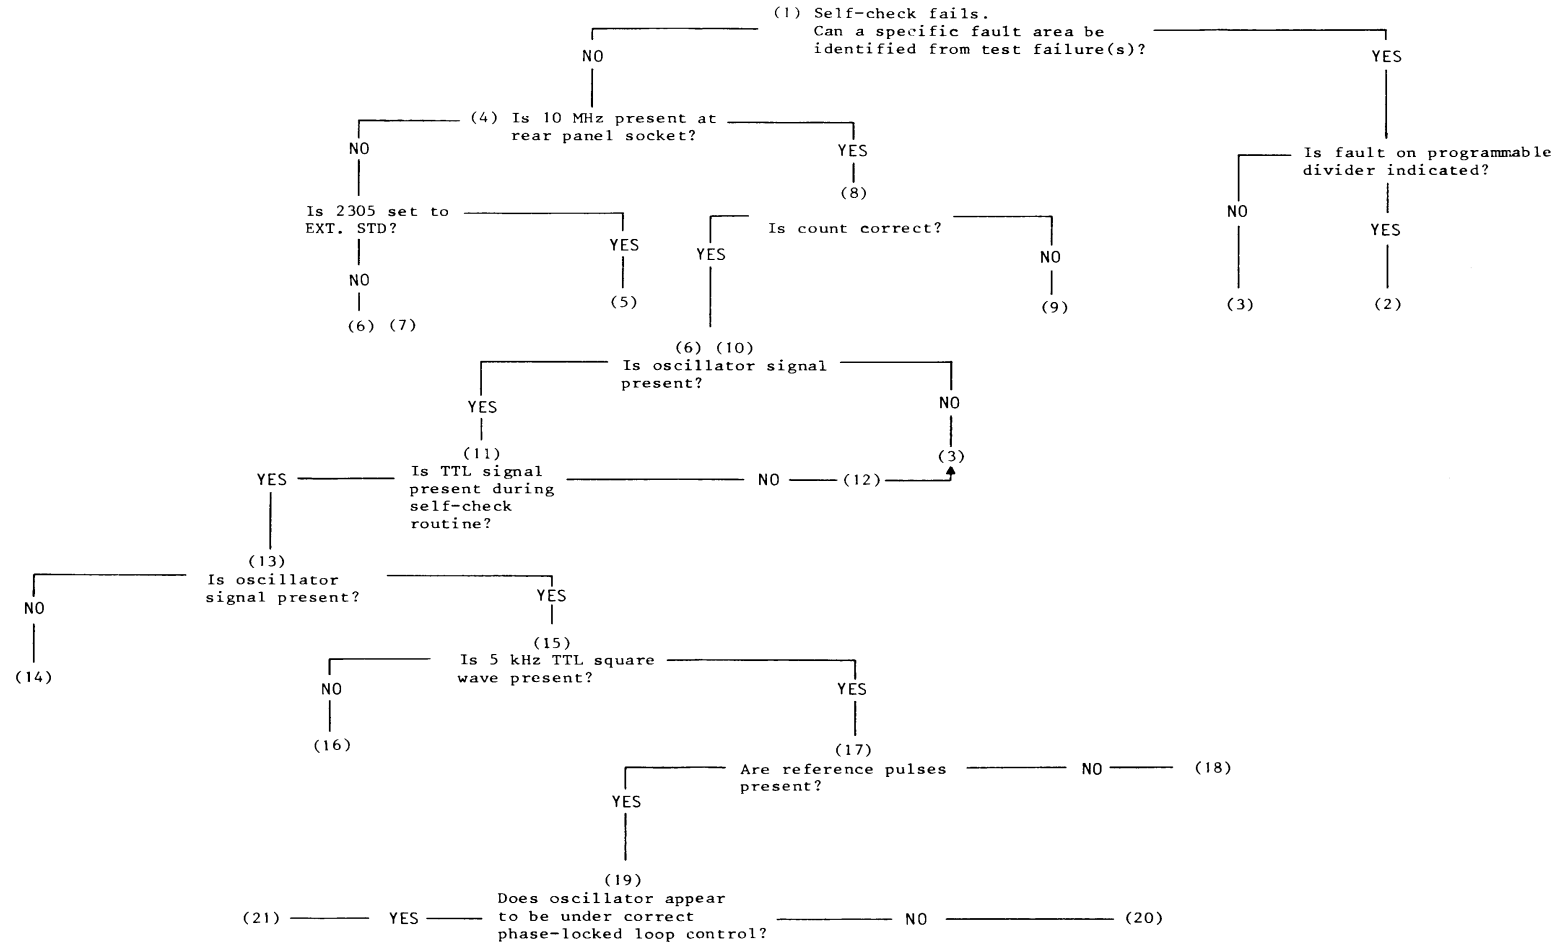 (1) Self-check fails.
Can a specific fault area be
identified from test failure(s)?
NO
YES
(4) Is 10 MHz present at
rear panel socket?
NO
YES
(8)
Is fault on programmable
divider indicated?
NO
YES
(3)
(2)
Is 2305 set to
EXT. STD?
YES
(5)
NO
(6) (7)
Is count correct?
YES
NO
(9)
(6) (10)
Is oscillator signal
present?
YES
NO
(11)
(3)
Is TTL signal
present during
self-check
routine?
YES
NO
(12)
(13)
Is oscillator
signal present?
NO
YES
(14)
(15)
Is 5 kHz TTL square
wave present?
NO
YES
(16)
(17)
Are reference pulses
present?
NO
(18)
YES
(19)
Does oscillator appear
to be under correct
phase-locked loop control?
(21)
YES
NO
(20)